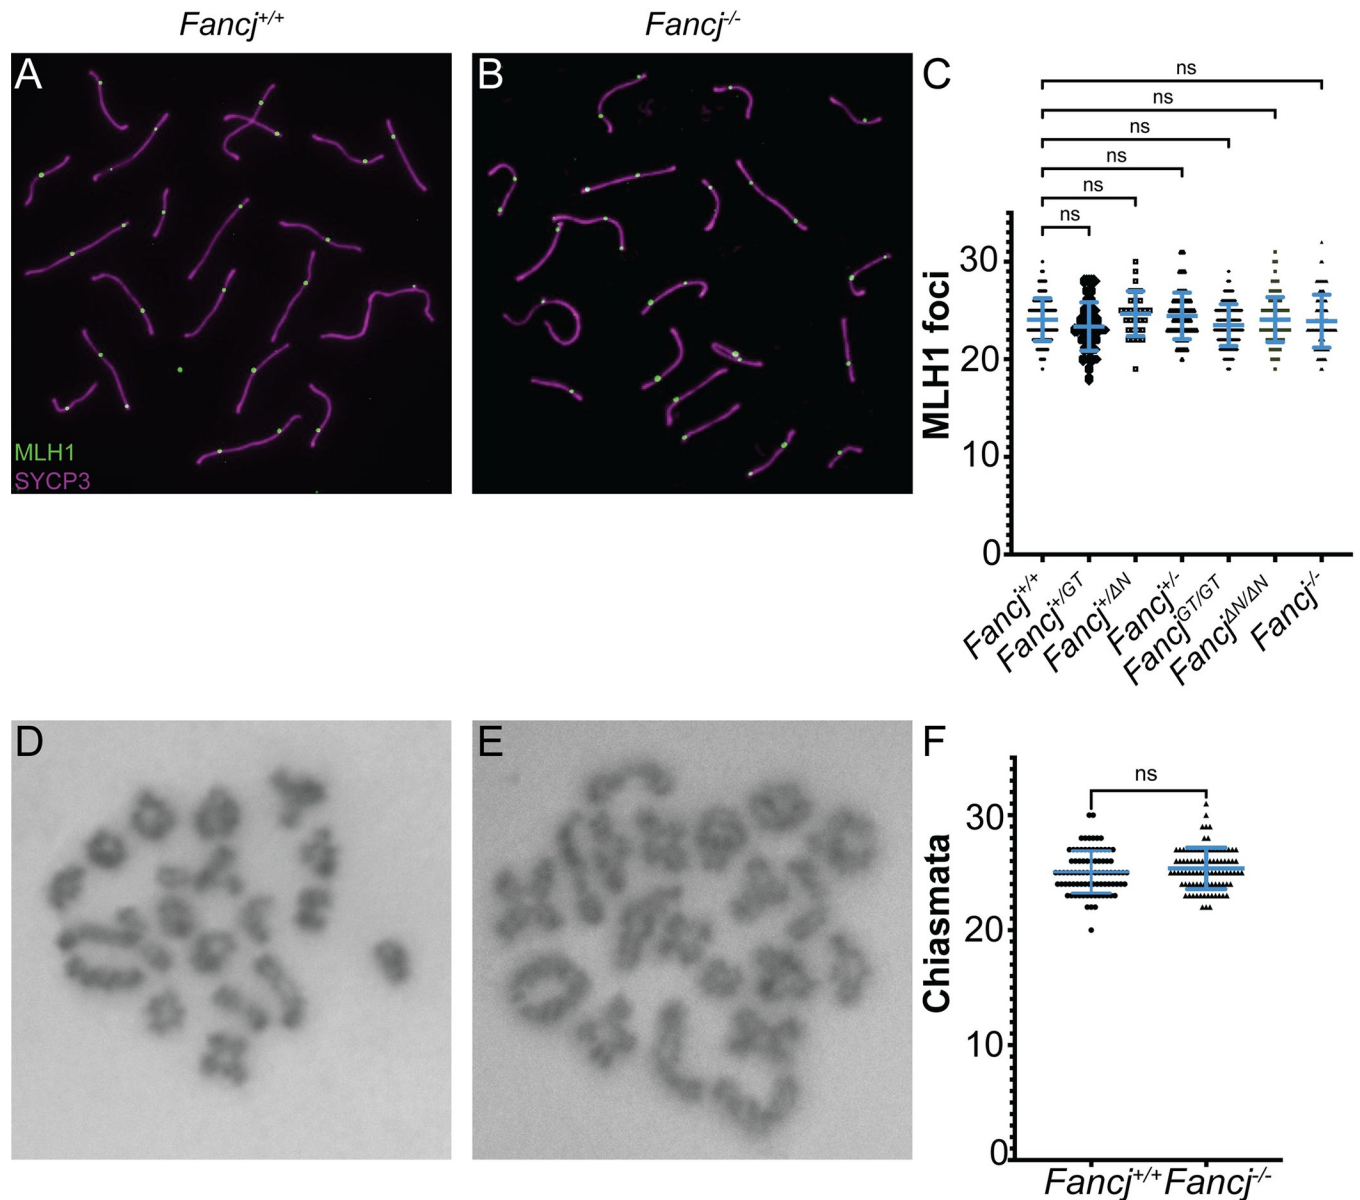 Fancj+/+
Fancj-/-
A
B
C
MLH1
SYCP3
ns
ns
ns
ns
ns
ns
MLH1 foci
30
20
10
0
Fancj+/+
Fancj+/GT
Fancj+/ΔN
Fancj+/-
FancjGT/GT
FancjΔN/ΔN
Fancj-/-
D
E
F
ns
Chiasmata
30
20
10
0
Fancj+/+ Fancj-/-